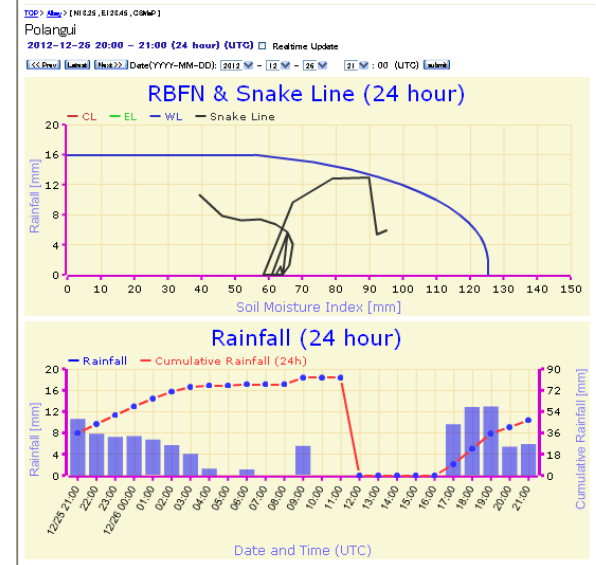 TOP > Albay > [N13.25, E123.45, GSMaP]
Polangui
2012-12-26 20:00 - 21:00 (24 hour) (UTC) Realtime Update
<< Prev Latest Next >> Date(YYYY-MM-DD): 2012 - 12 - 26 21 : 00 (UTC) submit
RBFN & Snake Line (24 hour)
CL EL WL Snake Line
20
16
12
8
4
0
Rainfall [mm]
0 10 20 30 40 50 60 70 80 90 100 110 120 130 140 150
Soil Moisture Index [mm]
Rainfall (24 hour)
Rainfall Cumulative Rainfall (24h)
20 90
16 72
12 54
8 36
4 18
0 0
Rainfall [mm]
Cumulative Rainfall [mm]
12/25 21:00 22:00 23:00 12/26 00:00 01:00 02:00 03:00 04:00 05:00 06:00 07:00 08:00 09:00 10:00 11:00 12:00 13:00 14:00 15:00 16:00 17:00 18:00 19:00 20:00 21:00
Date and Time (UTC)